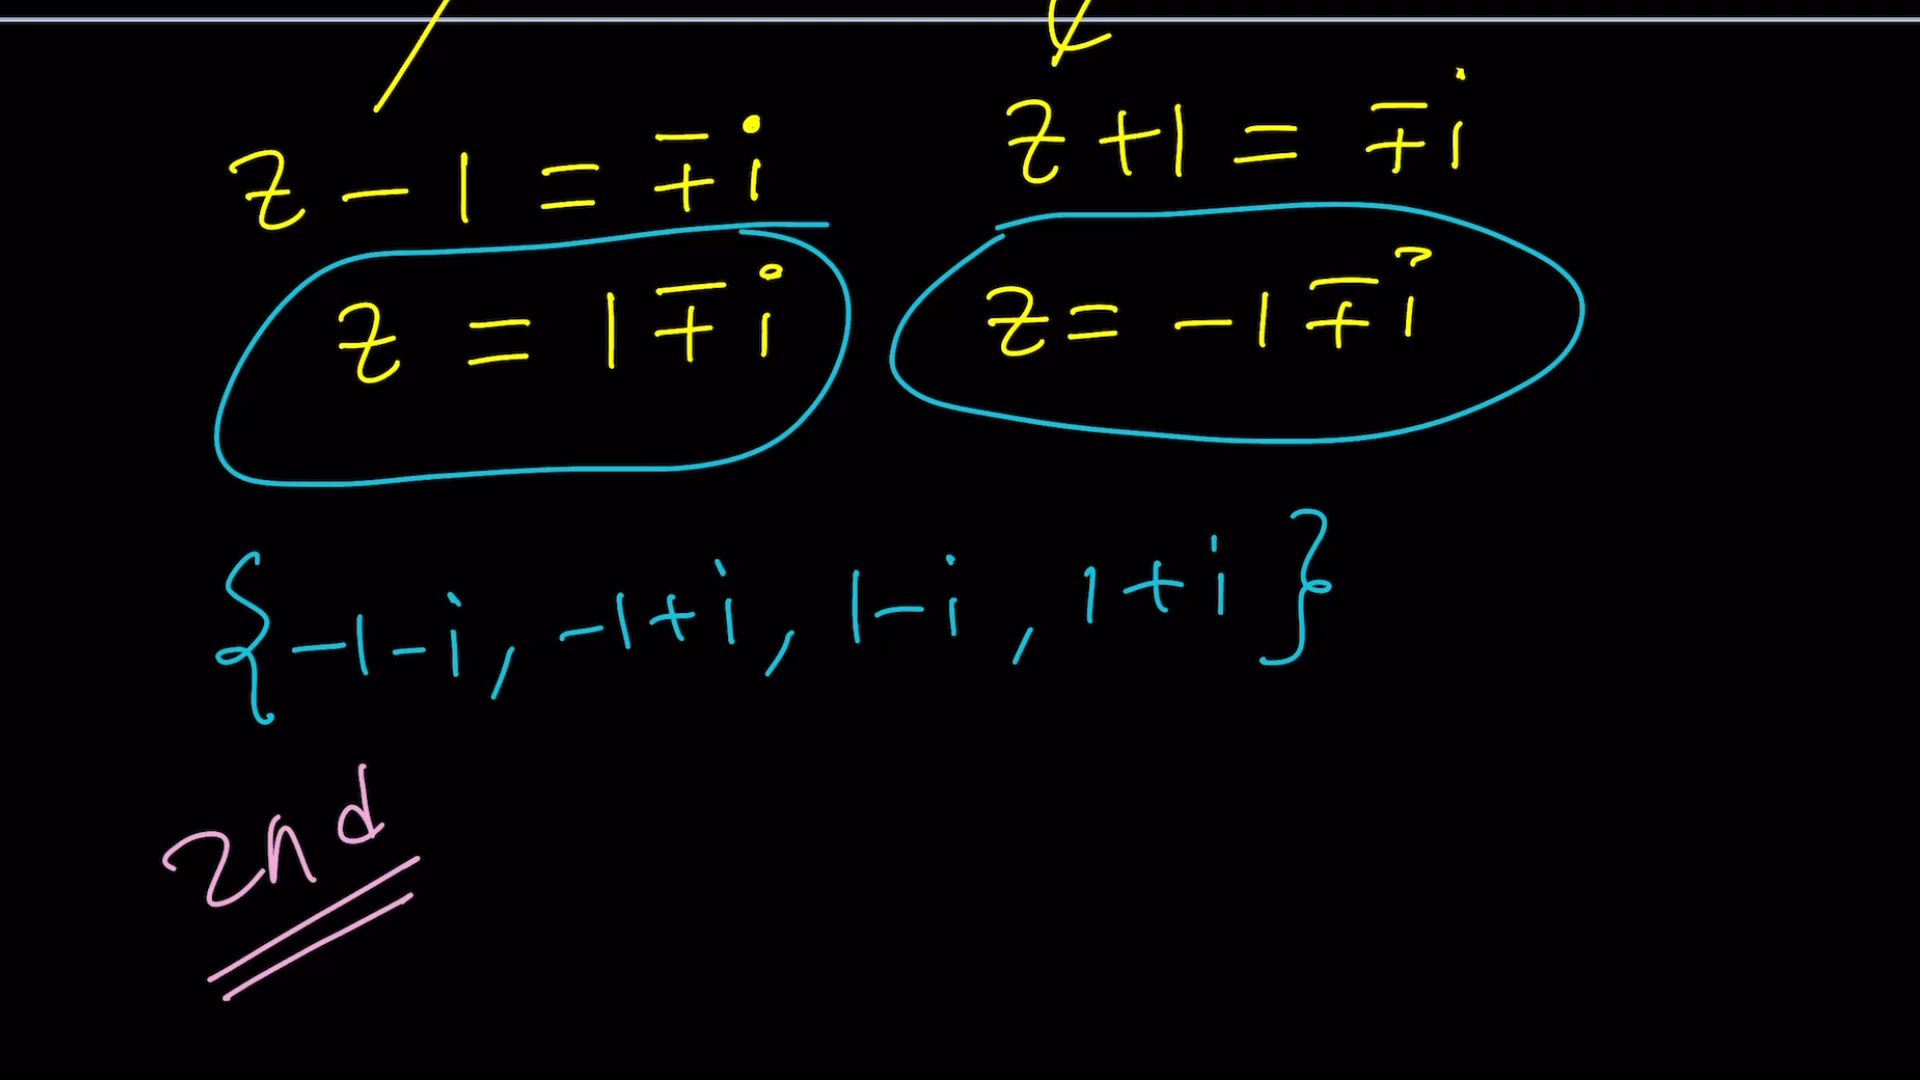 z - 1 = ∓i
z + 1 = ∓i
z = 1 ∓ i
z = -1 ∓ i
{-1-i, -1+i, 1-i, 1+i}
2nd